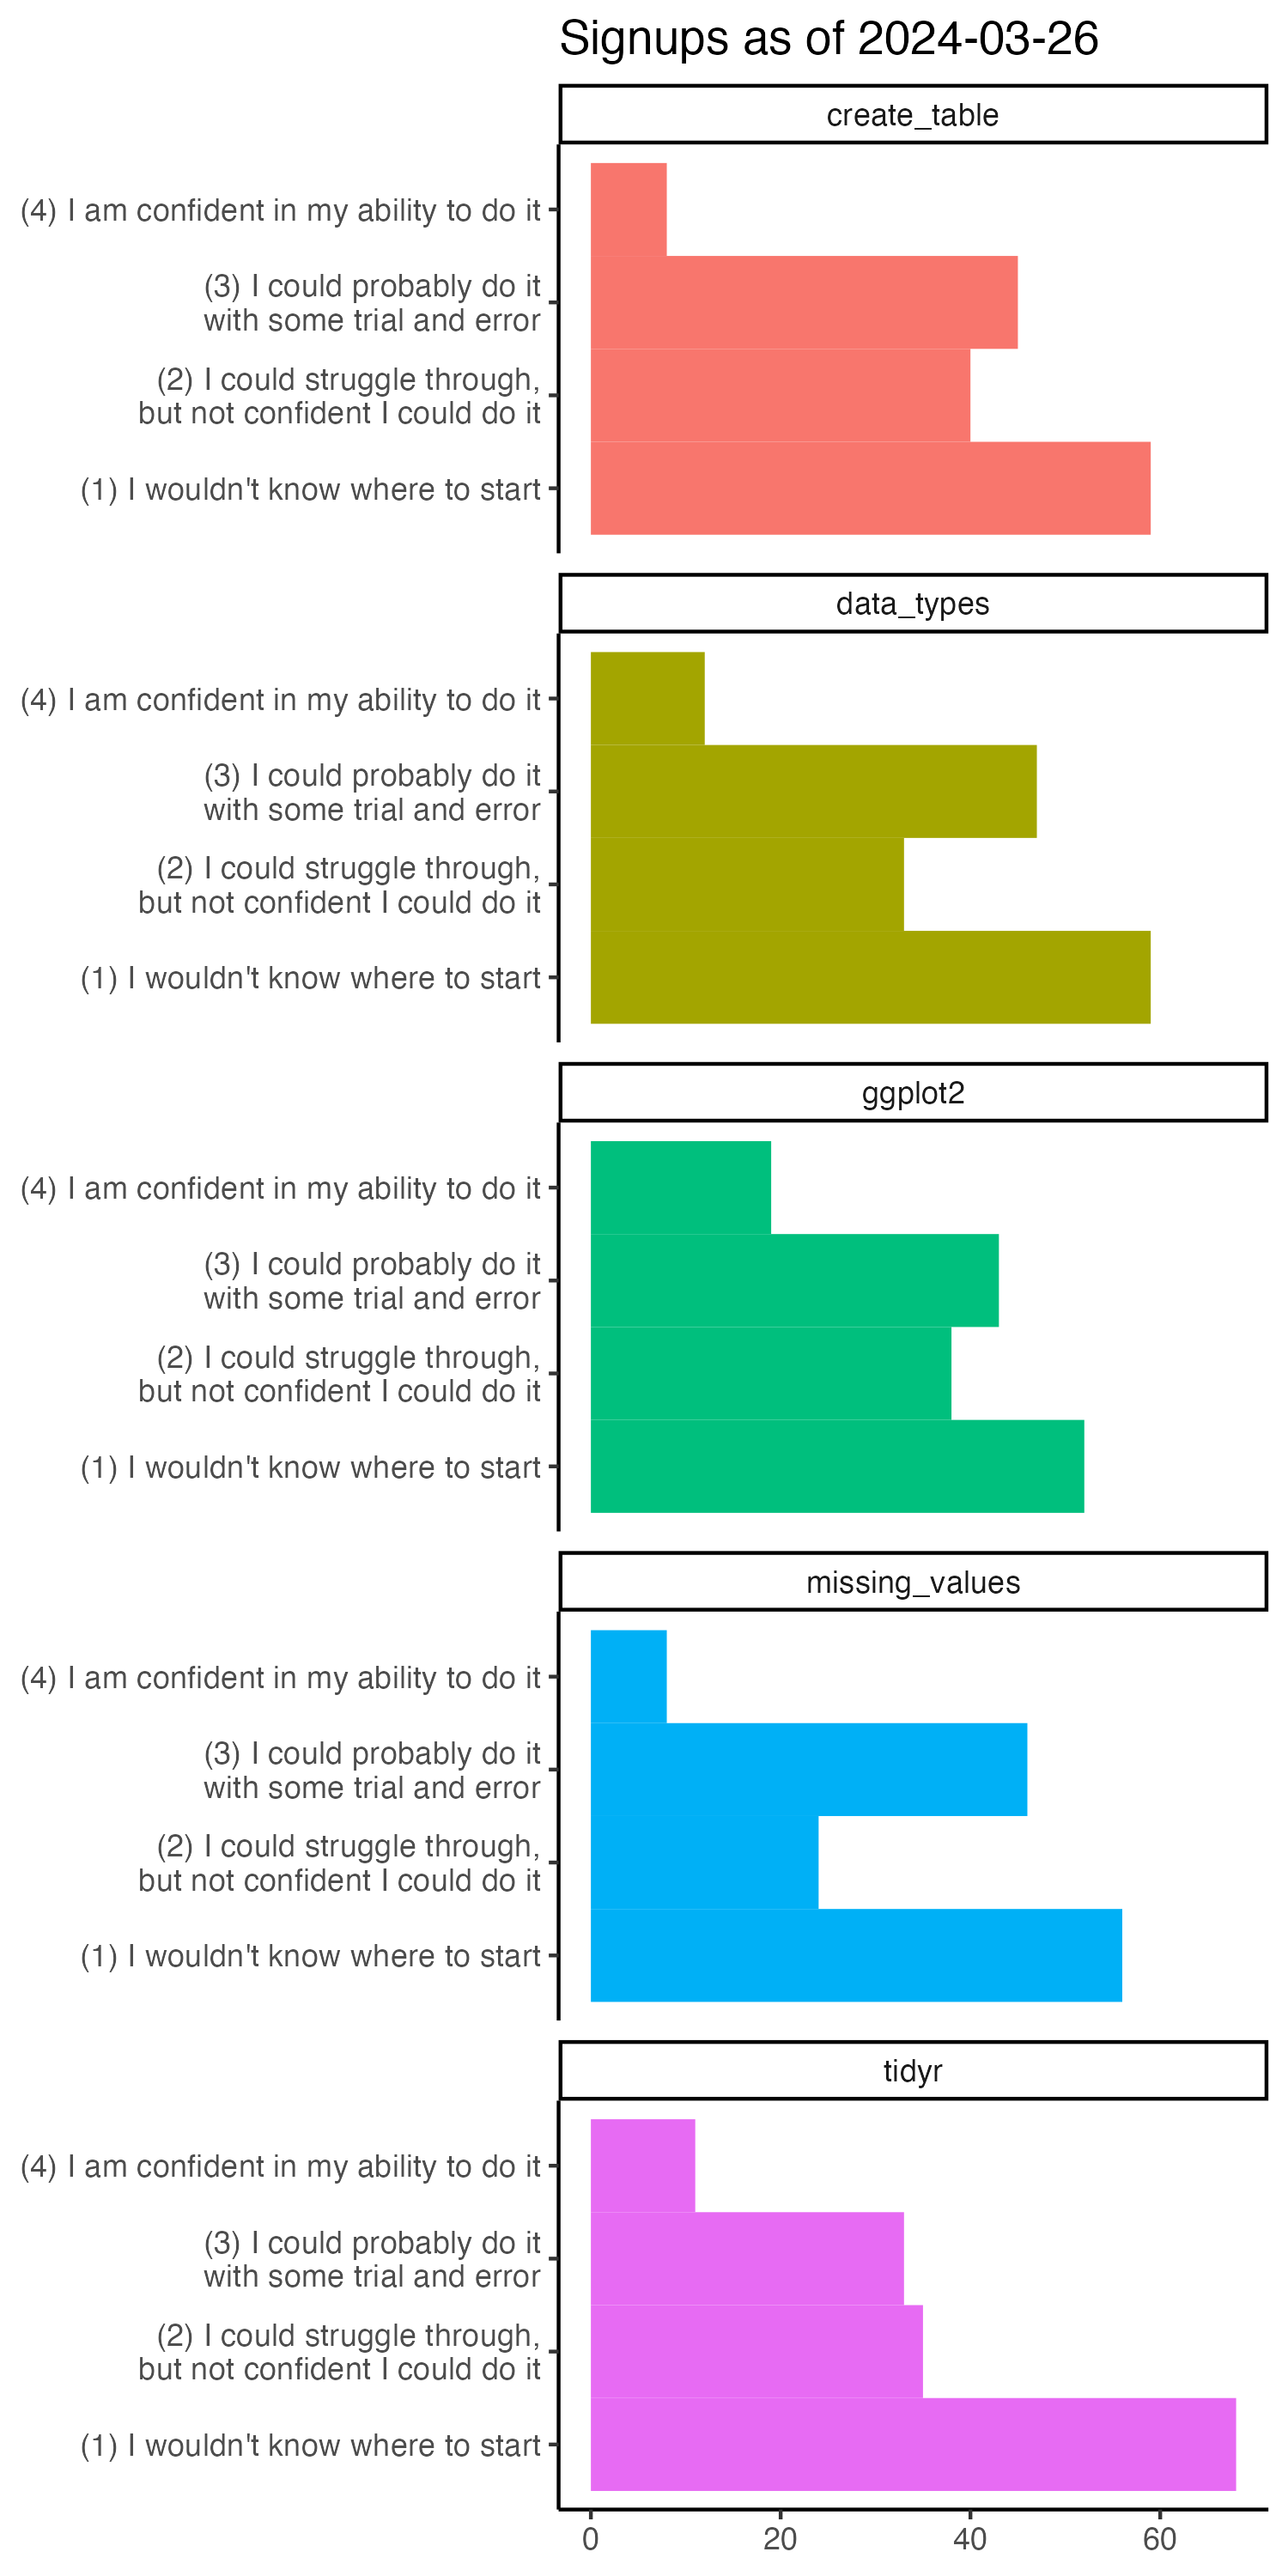 Signups as of 2024-03-26
create_table
(4) I am confident in my ability to do it
(3) I could probably do it
with some trial and error
(2) I could struggle through,
but not confident I could do it
(1) I wouldn't know where to start
data_types
(4) I am confident in my ability to do it
(3) I could probably do it
with some trial and error
(2) I could struggle through,
but not confident I could do it
(1) I wouldn't know where to start
ggplot2
(4) I am confident in my ability to do it
(3) I could probably do it
with some trial and error
(2) I could struggle through,
but not confident I could do it
(1) I wouldn't know where to start
missing_values
(4) I am confident in my ability to do it
(3) I could probably do it
with some trial and error
(2) I could struggle through,
but not confident I could do it
(1) I wouldn't know where to start
tidyr
(4) I am confident in my ability to do it
(3) I could probably do it
with some trial and error
(2) I could struggle through,
but not confident I could do it
(1) I wouldn't know where to start
0 20 40 60